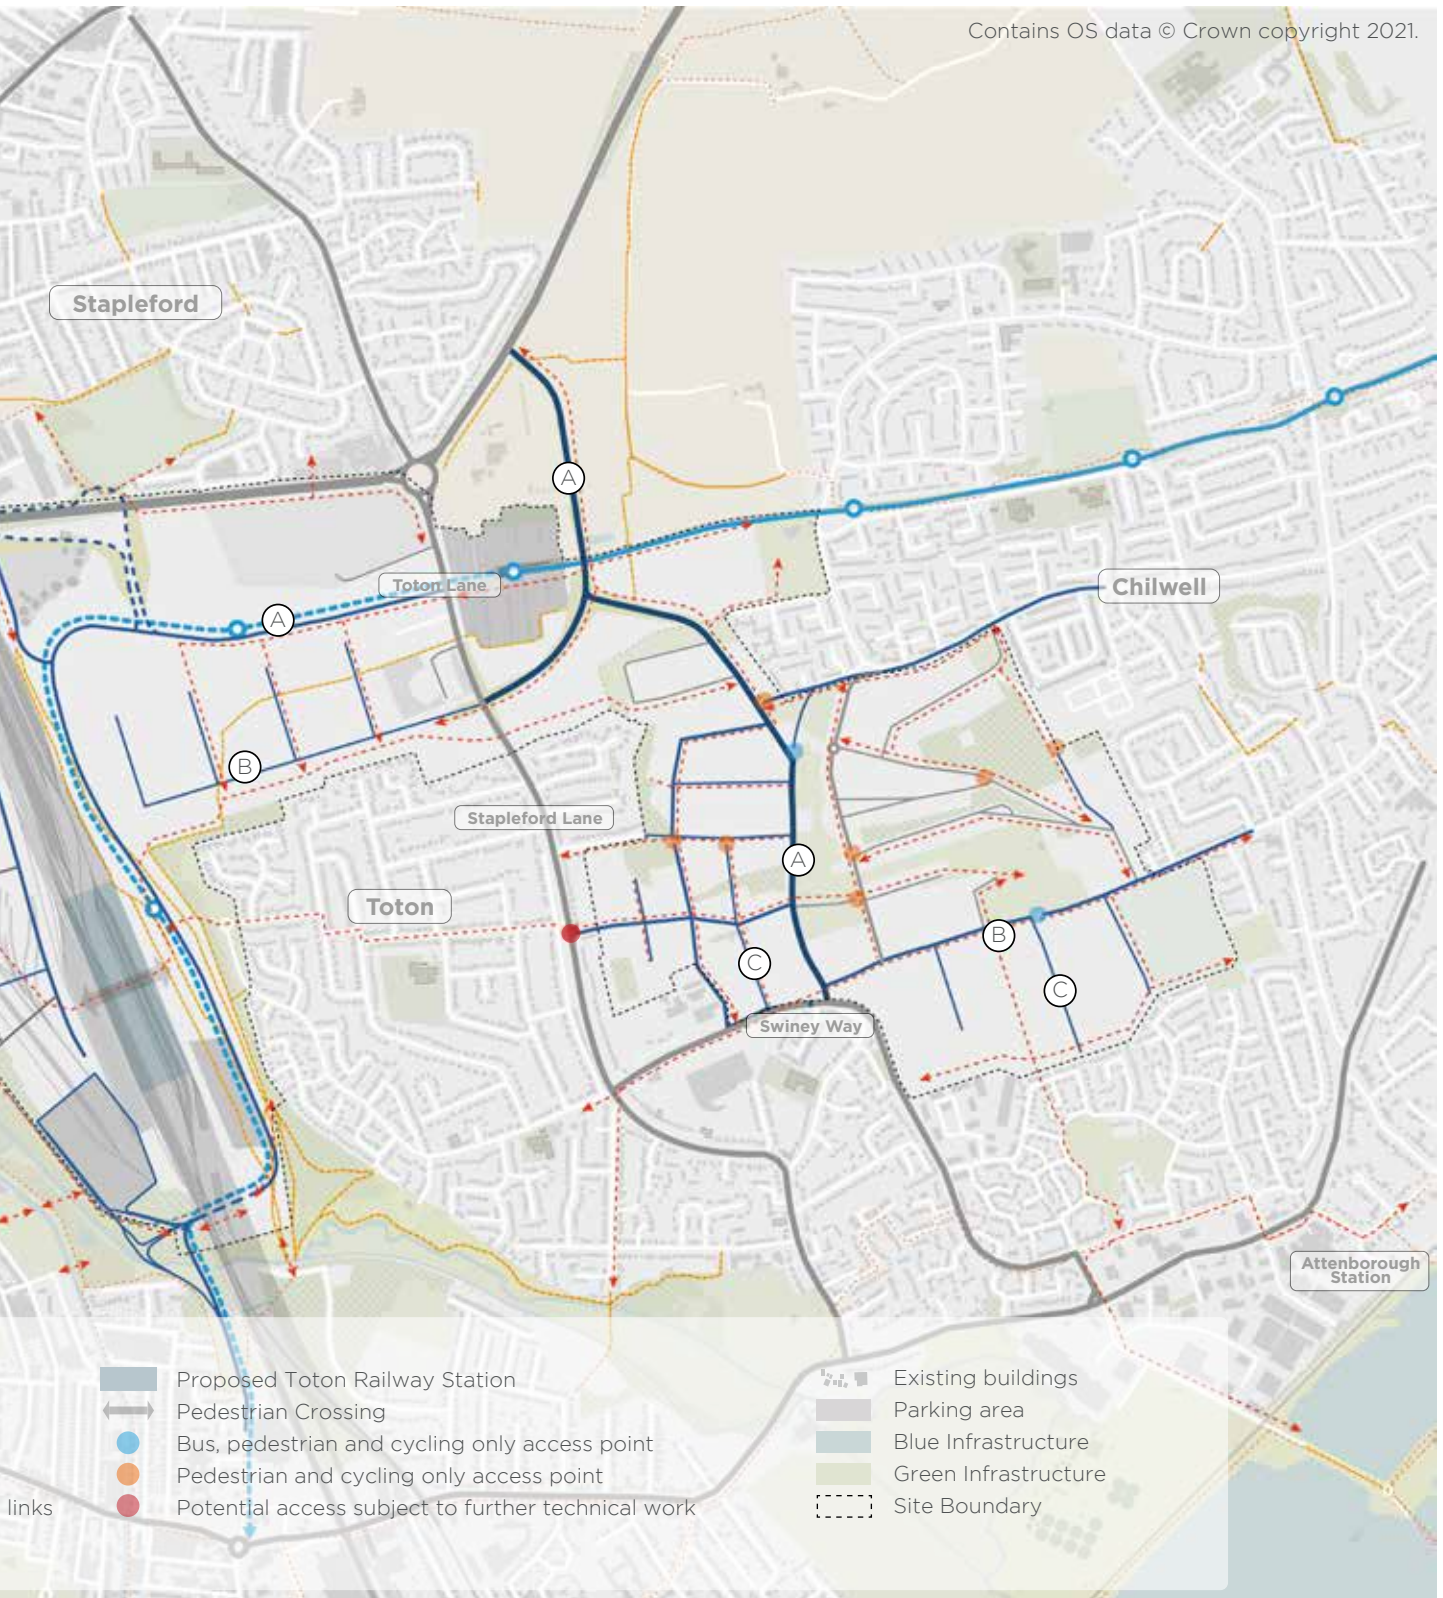 Contains OS data © Crown copyright 2021.
Stapleford
A
Toton Lane
Chilwell
A
B
Stapleford Lane
A
Toton
B
C
C
Swiney Way
Attenborough
Station
Proposed Toton Railway Station
Pedestrian Crossing
Bus, pedestrian and cycling only access point
Pedestrian and cycling only access point
links
Potential access subject to further technical work
Existing buildings
Parking area
Blue Infrastructure
Green Infrastructure
Site Boundary